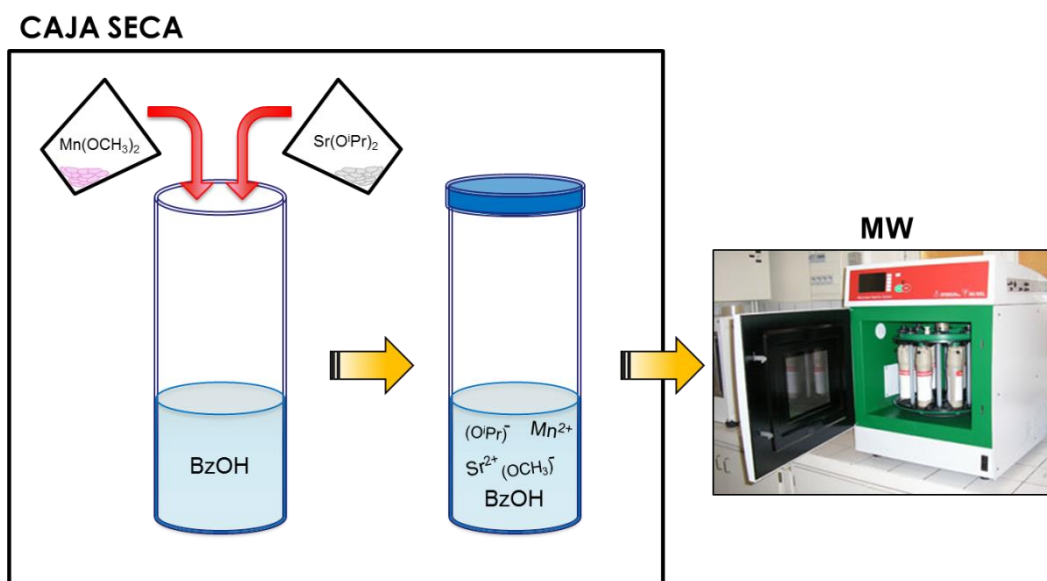 CAJA SECA
Mn(OCH₃)₂
Sr(OⁱPr)₂
BzOH
(OⁱPr)⁻ Mn²⁺
Sr²⁺ (OCH₃)⁻
BzOH
MW